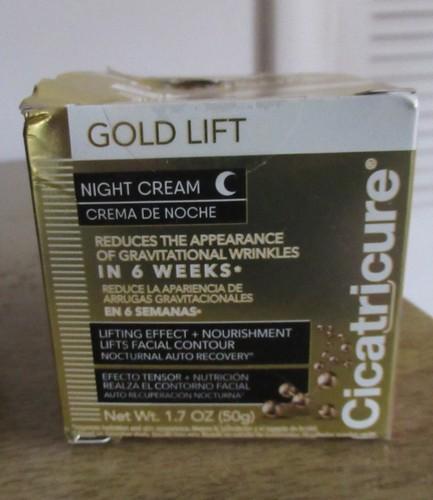 GOLD LIFT
NIGHT CREAM
CREMA DE NOCHE
REDUCES THE APPEARANCE
OF GRAVITATIONAL WRINKLES
IN 6 WEEKS*
REDUCE LA APARIENCIA DE
ARRUGAS GRAVITACIONALES
EN 6 SEMANAS*
LIFTING EFFECT + NOURISHMENT
LIFTS FACIAL CONTOUR
NOCTURNAL AUTO RECOVERY*
EFECTO TENSOR + NUTRICIÓN
REALZA EL CONTORNO FACIAL
AUTO RECUPERACIÓN NOCTURNA*
Net Wt. 1.7 OZ (50g)
Cicatricure®